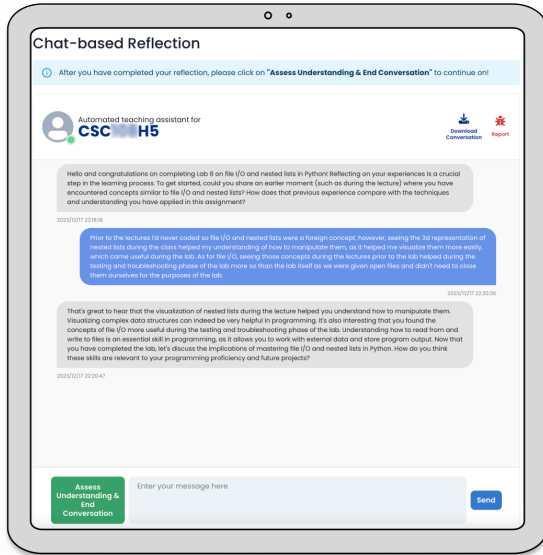 Chat-based Reflection
After you have completed your reflection, please click on "Assess Understanding & End Conversation" to continue on!
Automated teaching assistant for
CSC H5
Download
Conversation
Report
Hello and congratulations on completing Lab 8 on file I/O and nested lists in Python! Reflecting on your experiences is a crucial
step in the learning process. To get started, could you share an earlier moment (such as during the lecture) where you have
encountered concepts similar to file I/O and nested lists? How does that previous experience compare with the techniques
and understanding you have applied in this assignment?
2023/12/17 22:18:18
Prior to the lectures I'd never coded so file I/O and nested lists were a foreign concept, however, seeing the 3d representation of
nested lists during the class helped my understanding of how to manipulate them, as it helped me visualize them more easily,
which came useful during the lab. As for file I/O, seeing those concepts during the lectures prior to the lab helped during the
testing and troubleshooting phase of the lab more so than the lab itself as we were given open files and didn't need to close
them ourselves for the purposes of the lab.
2023/12/17 22:20:36
That's great to hear that the visualization of nested lists during the lecture helped you understand how to manipulate them.
Visualizing complex data structures can indeed be very helpful in programming. It's also interesting that you found the
concepts of file I/O more useful during the testing and troubleshooting phase of the lab. Understanding how to read from and
write to files is an essential skill in programming, as it allows you to work with external data and store program output. Now that
you have completed the lab, let's discuss the implications of mastering file I/O and nested lists in Python. How do you think
these skills are relevant to your programming proficiency and future projects?
2023/12/17 22:20:47
Assess
Understanding &
End
Conversation
Enter your message here
Send